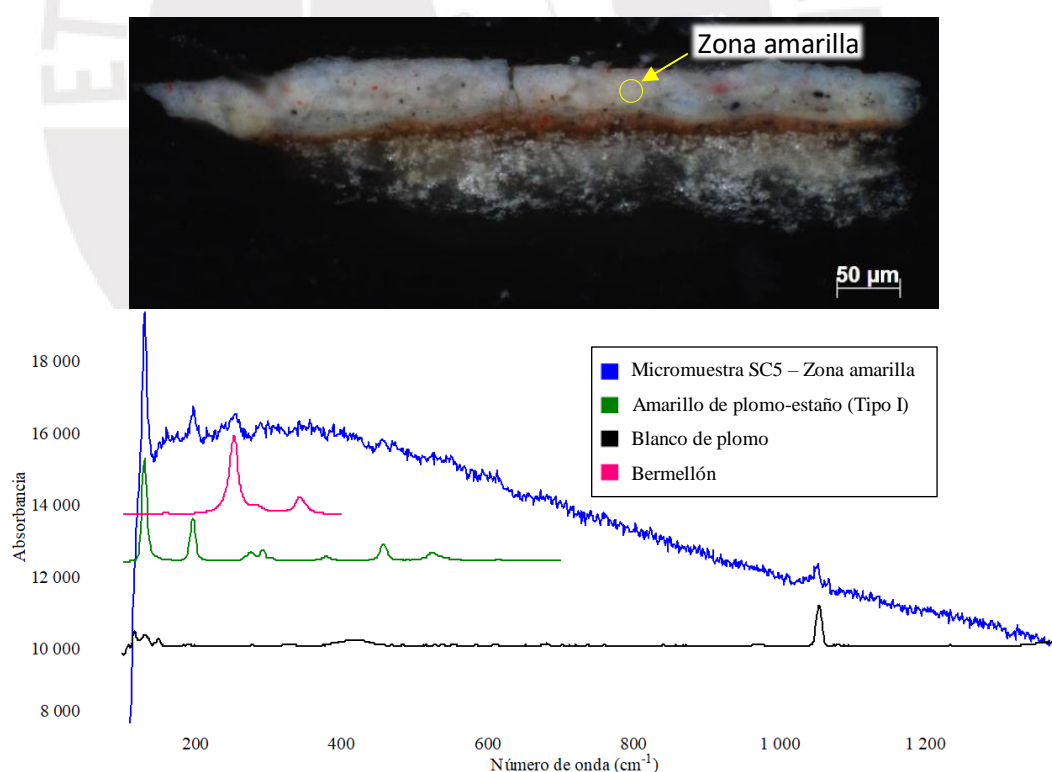 ET
Zona amarilla
50 µm
18 000
16 000
14 000
12 000
10 000
8 000
Absorbancia
Micromuestra SC5 – Zona amarilla
Amarillo de plomo-estaño (Tipo I)
Blanco de plomo
Bermellón
200
400
600
800
1 000
1 200
Número de onda (cm⁻¹)